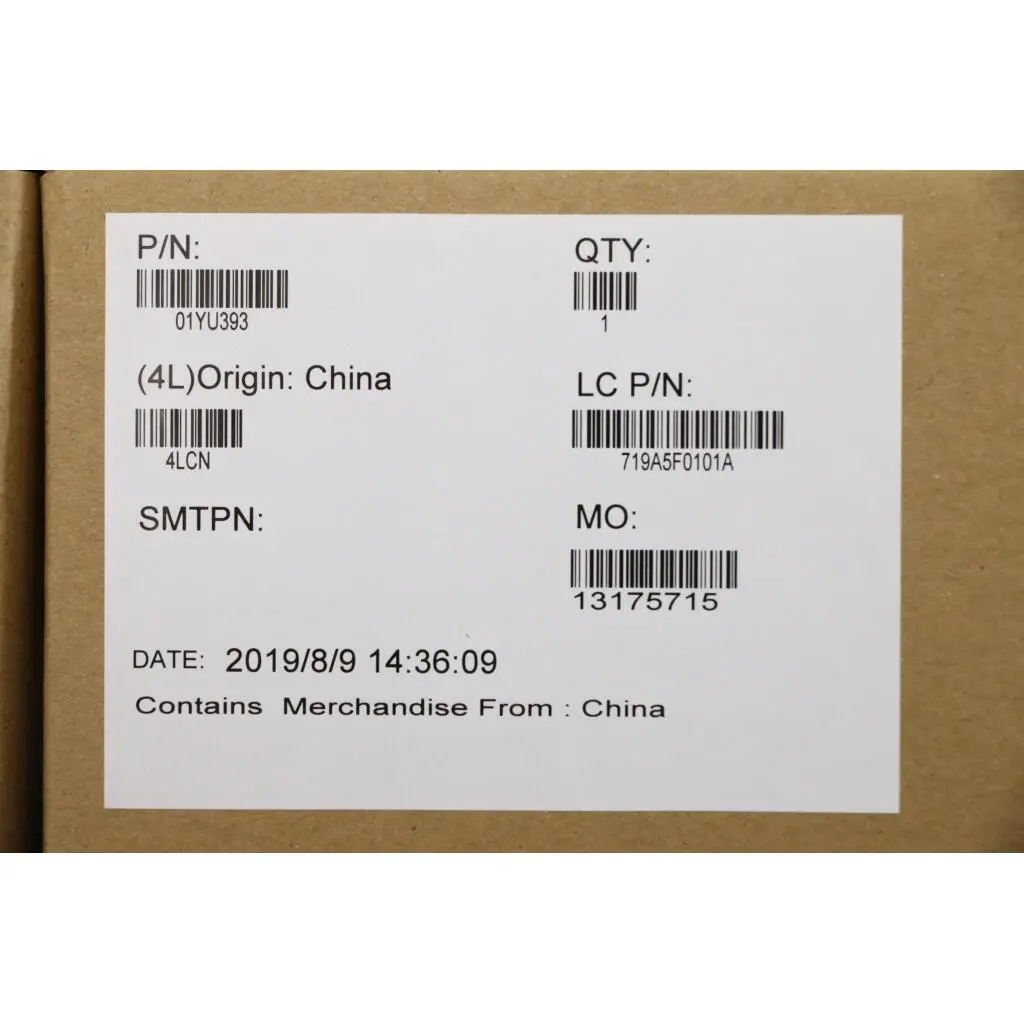 P/N:
01YU393
QTY:
1
(4L)Origin: China
4LCN
LC P/N:
719A5F0101A
SMTPN:
MO:
13175715
DATE: 2019/8/9 14:36:09
Contains Merchandise From : China